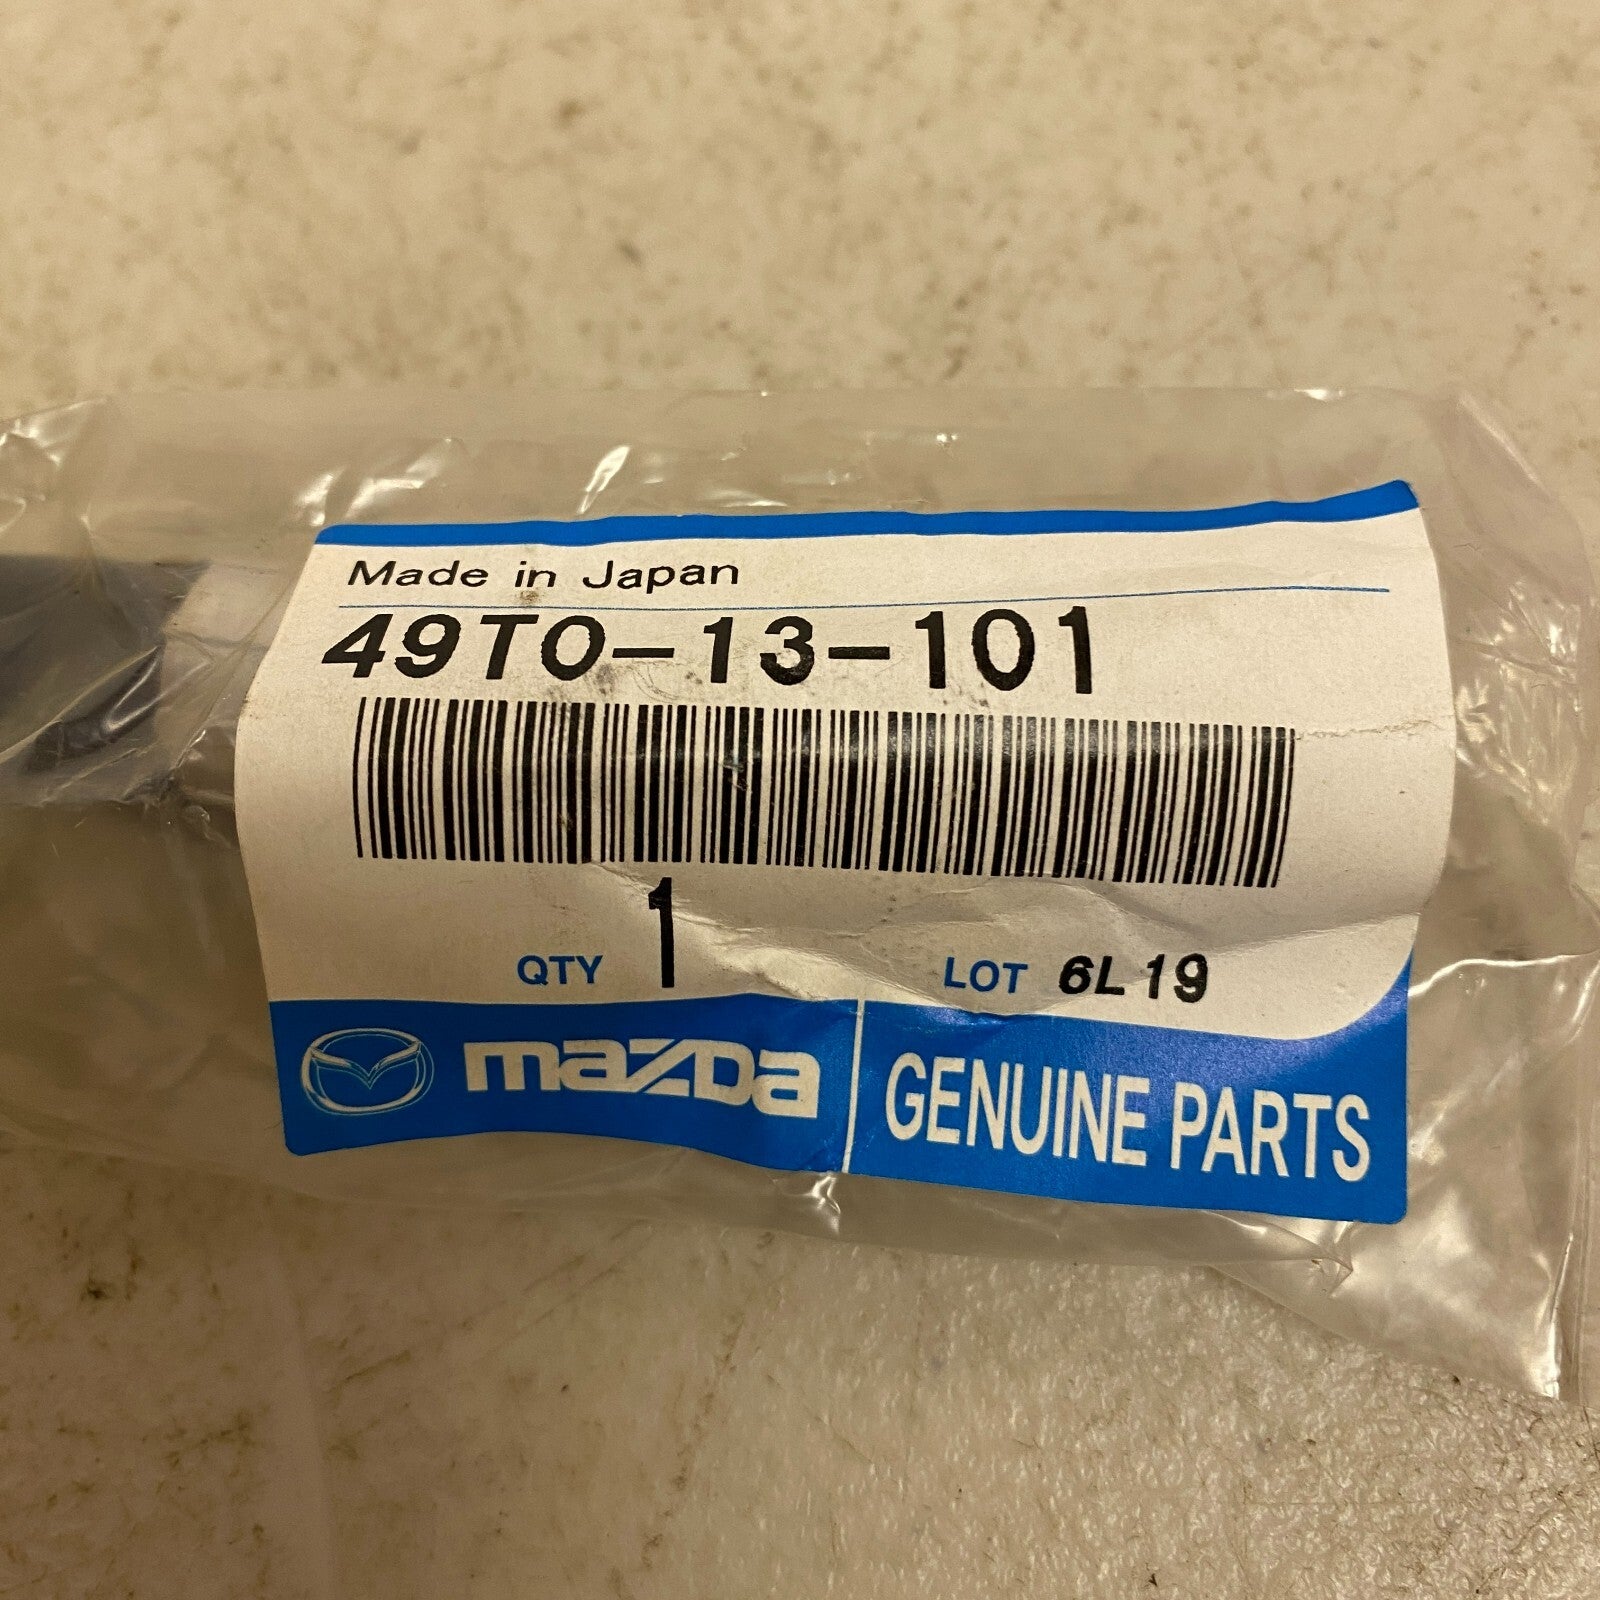 Made in Japan
49T0-13-101
QTY 1 LOT 6L19
mazda GENUINE PARTS